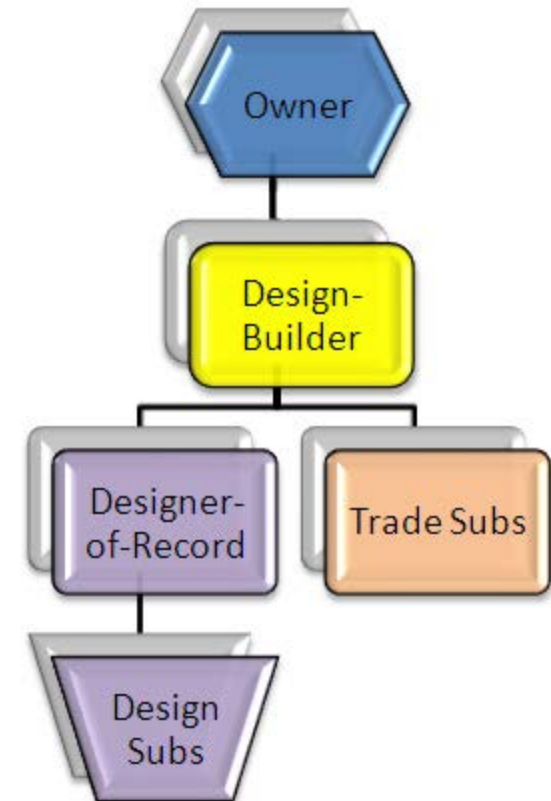 Owner
Design-
Builder
Designer-
of-Record
Trade Subs
Design
Subs